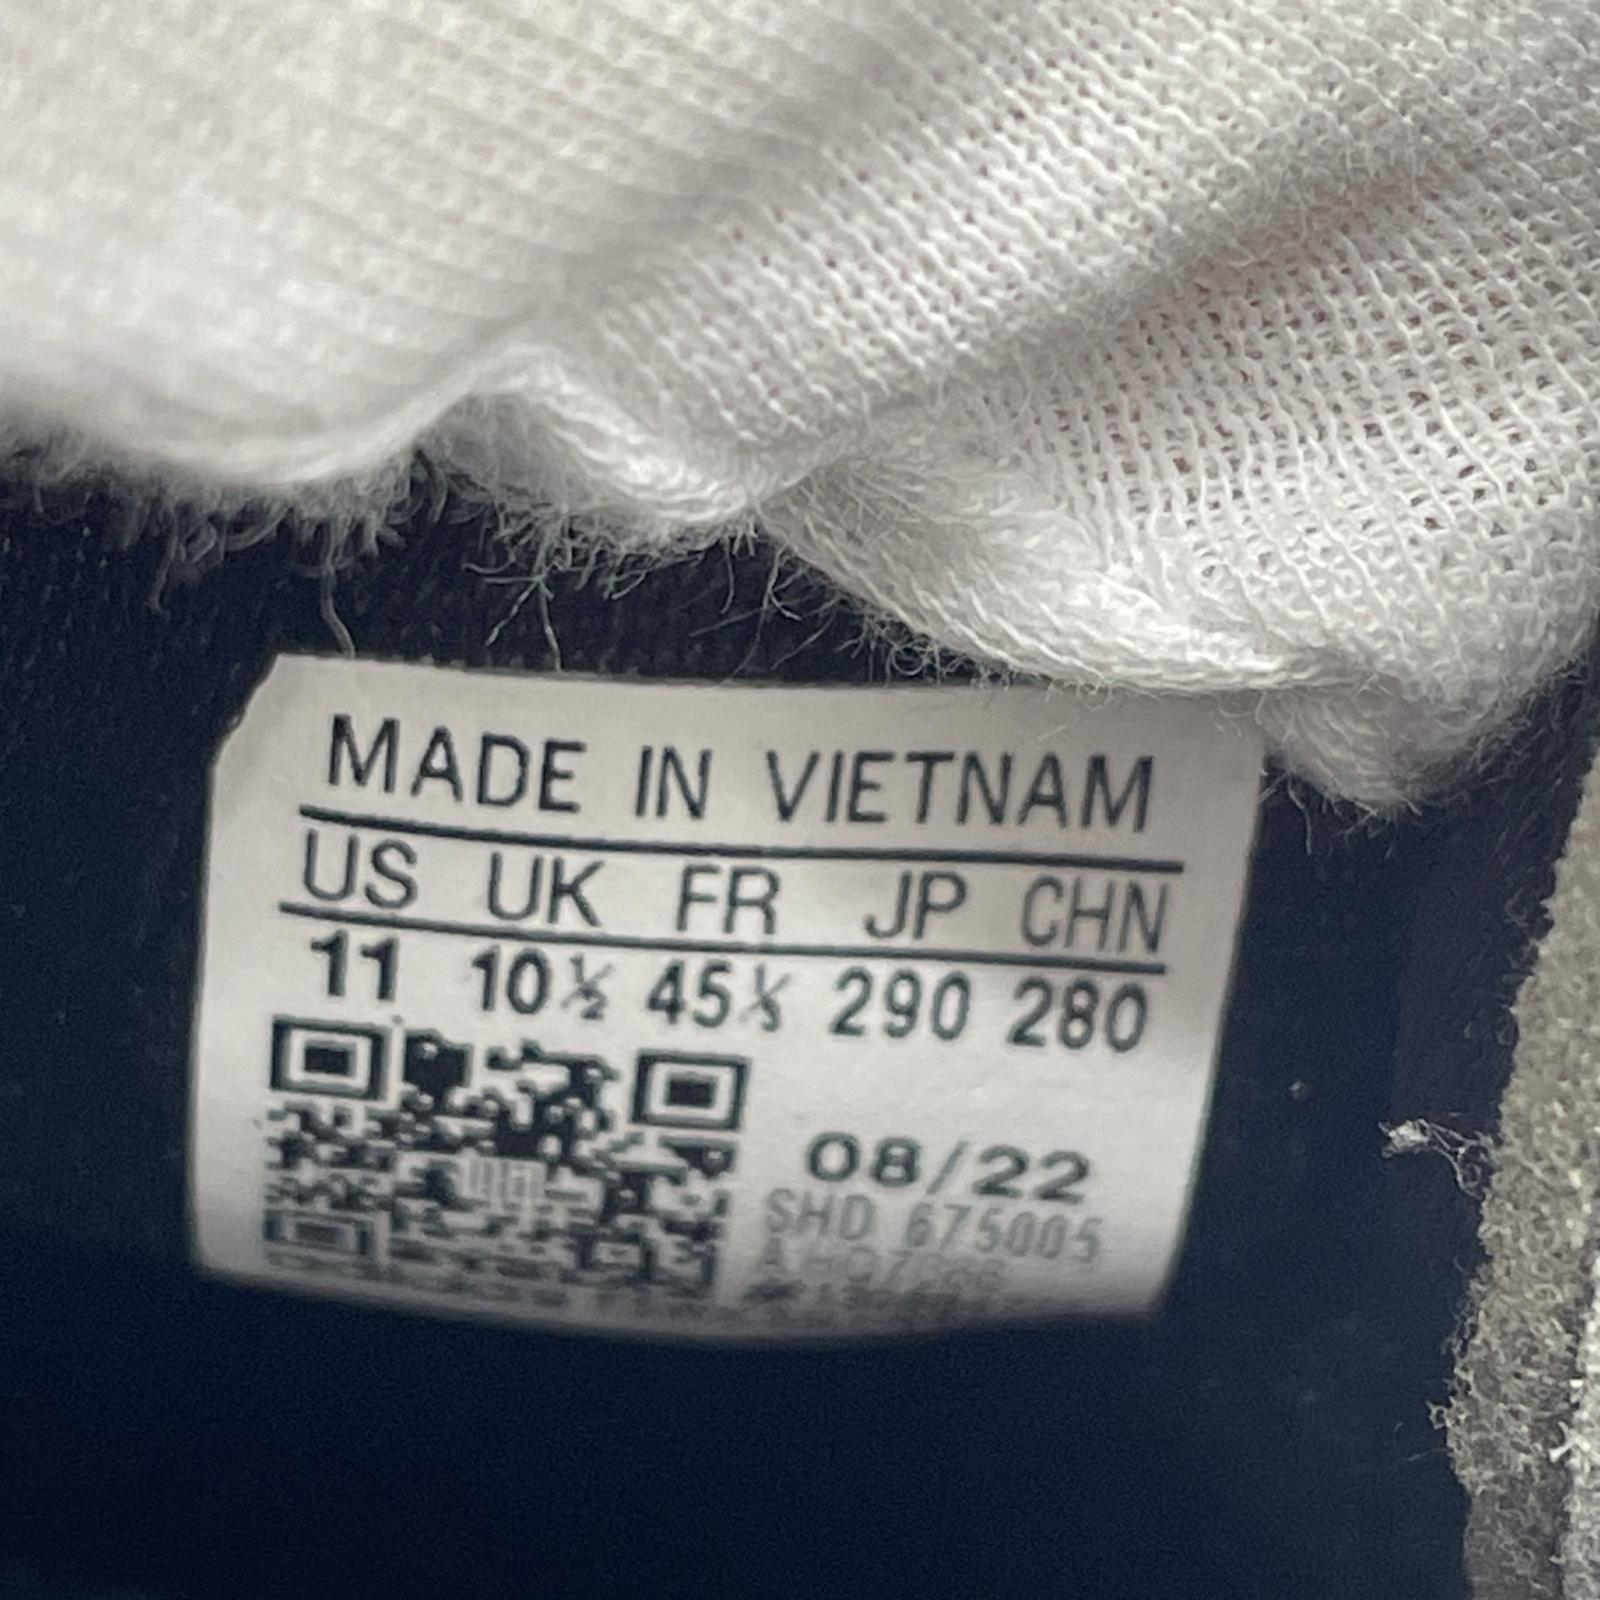 MADE IN VIETNAM
US UK FR JP CHN
11 10½ 45⅓ 290 280
08/22
SHD 675005